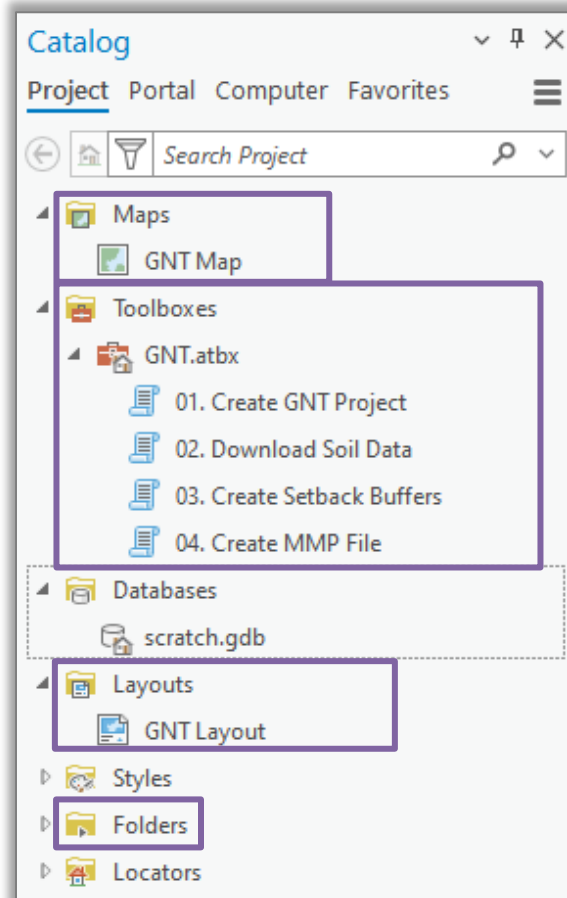 Catalog
Project Portal Computer Favorites
Search Project
Maps
GNT Map
Toolboxes
GNT.atbx
01. Create GNT Project
02. Download Soil Data
03. Create Setback Buffers
04. Create MMP File
Databases
scratch.gdb
Layouts
GNT Layout
Styles
Folders
Locators